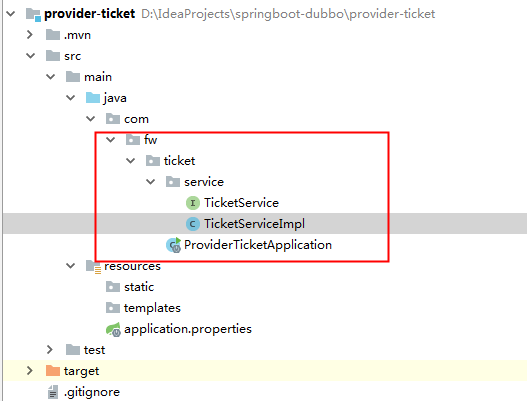 provider-ticket D:\IdeaProjects\springboot-dubbo\provider-ticket
.mvn
src
main
java
com
fw
ticket
service
I TicketService
C TicketServiceImpl
C ProviderTicketApplication
resources
static
templates
application.properties
test
target
.gitignore